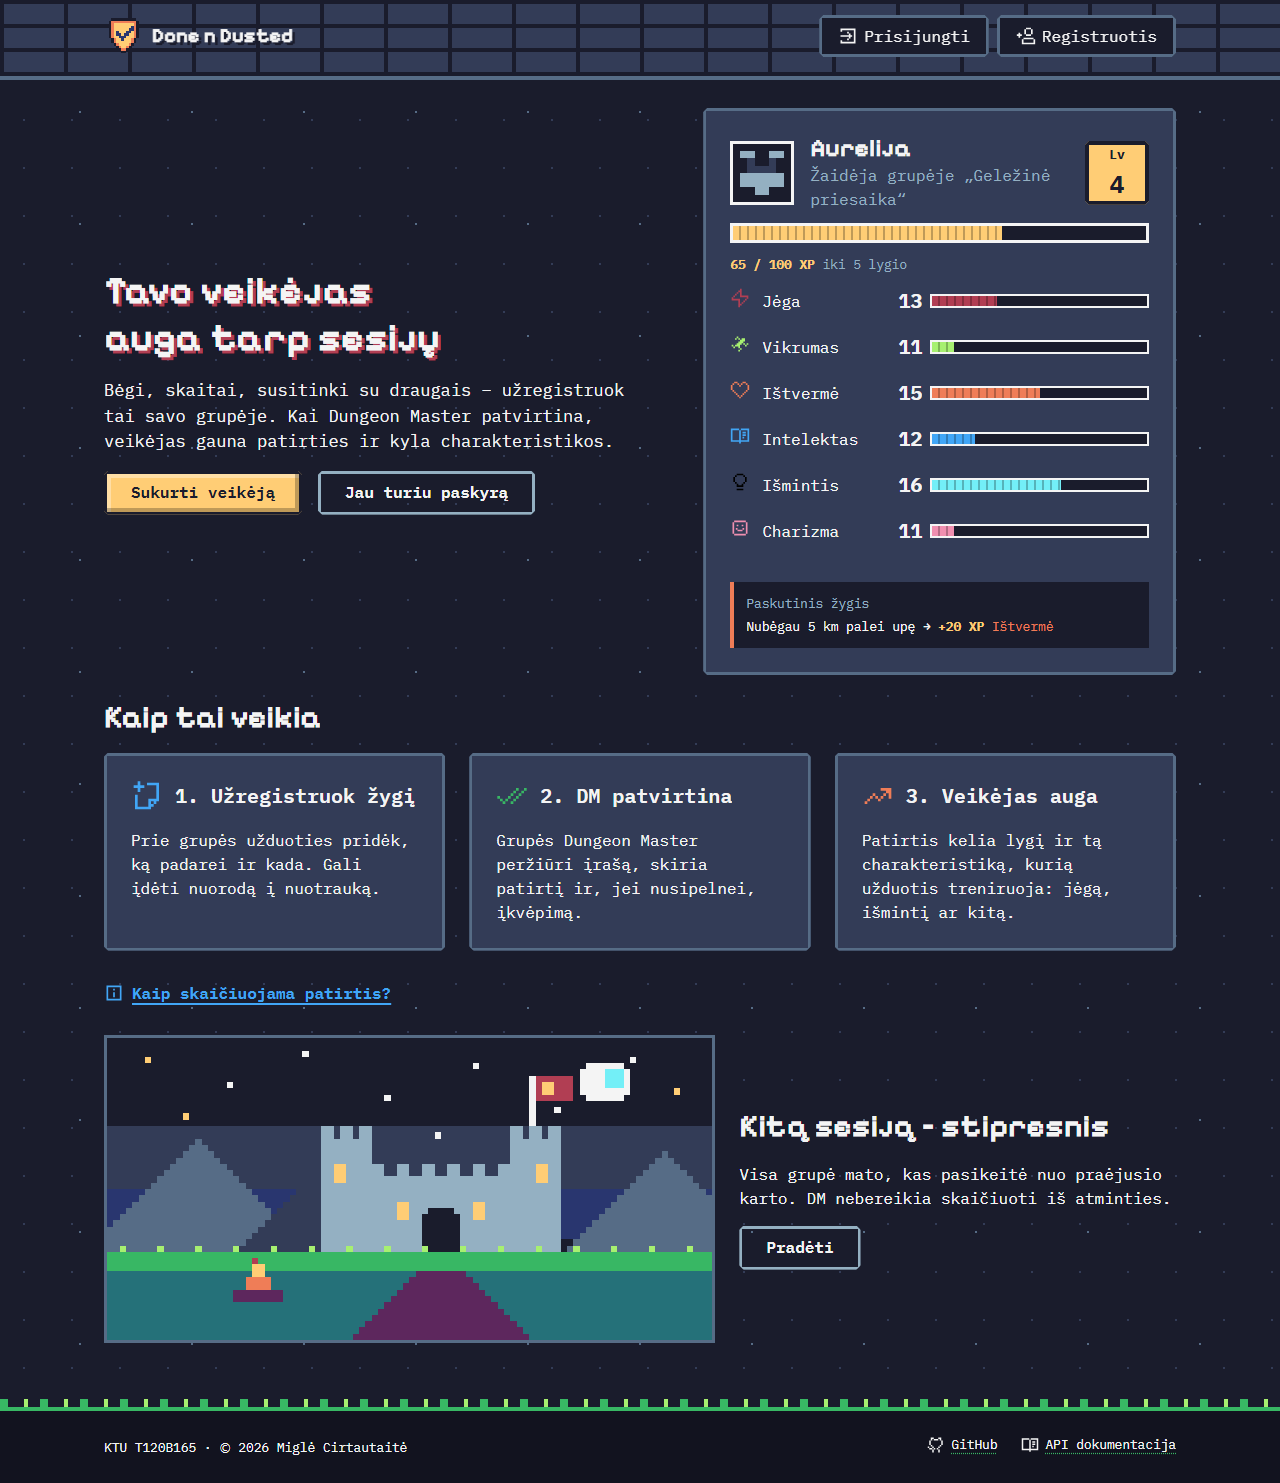 Done n Dusted
Prisijungti
Registruotis
Aurelija
Žaidėja grupėje „Geležinė
priesaika“
Lv
4
65 / 100 XP iki 5 lygio
Jėga 13
Vikrumas 11
Ištvermė 15
Intelektas 12
Išmintis 16
Charizma 11
Paskutinis žygis
Nubėgau 5 km palei upę → +20 XP Ištvermė
Tavo veikėjas
auga tarp sesijų
Bėgi, skaitai, susitinki su draugais – užregistruok
tai savo grupėje. Kai Dungeon Master patvirtina,
veikėjas gauna patirties ir kyla charakteristikos.
Sukurti veikėją
Jau turiu paskyrą
Kaip tai veikia
1. Užregistruok žygį
Prie grupės užduoties pridėk,
ką padarei ir kada. Gali
įdėti nuorodą į nuotrauką.
2. DM patvirtina
Grupės Dungeon Master
peržiūri įrašą, skiria
patirtį ir, jei nusipelnei,
įkvėpimą.
3. Veikėjas auga
Patirtis kelia lygį ir tą
charakteristiką, kurią
užduotis treniruoja: jėgą,
išmintį ar kitą.
Kaip skaičiuojama patirtis?
Kitą sesiją – stipresnis
Visa grupė mato, kas pasikeitė nuo praėjusio
karto. DM nebereikia skaičiuoti iš atminties.
Pradėti
KTU T120B165 · © 2026 Miglė Cirtautaitė
GitHub
API dokumentacija